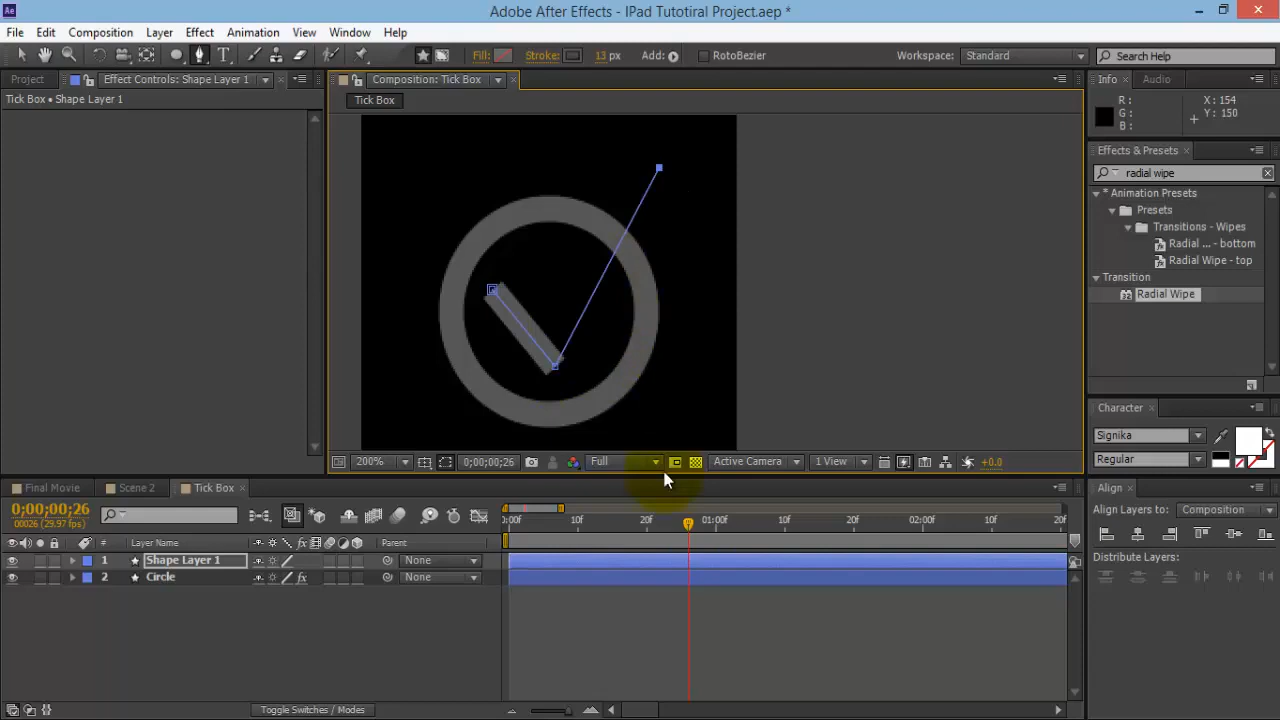 Adobe After Effects - IPad Tutotiral Project.aep *
File Edit Composition Layer Effect Animation View Window Help
Fill: Stroke: 13 px Add: RotoBezier Workspace: Standard Search Help
Project Effect Controls: Shape Layer 1 Composition: Tick Box Info Audio
Tick Box • Shape Layer 1
Tick Box
R: X: 154
G: Y: 150
B:
Effects & Presets
radial wipe
* Animation Presets
Presets
Transitions - Wipes
Radial ... - bottom
Radial Wipe - top
Transition
Radial Wipe
Character
Signika
Regular
200% 0;00;00;26 Full Active Camera 1 View +0.0
Final Movie Scene 2 Tick Box Align
0;00;00;26
00026 (29.97 fps)
Align Layers to: Composition
):00f 10f 20f 01:00f 10f 20f 02:00f 10f 20f
# Layer Name Parent
Distribute Layers:
1 Shape Layer 1 None
2 Circle None
Toggle Switches / Modes